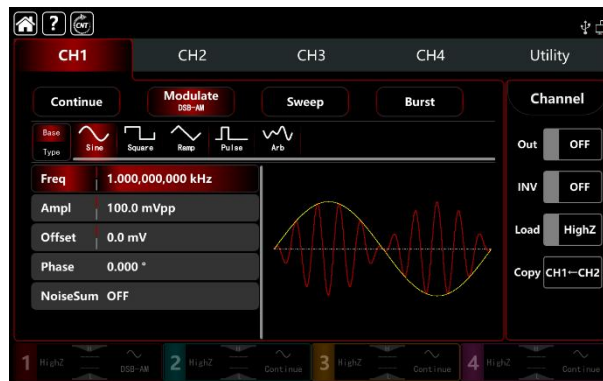 ? CNT
CH1 CH2 CH3 CH4 Utility
Continue Modulate Sweep Burst Channel
DSB-AM
Base
Type Sine Square Ramp Pulse Arb
Out OFF
Freq 1.000,000,000 kHz
INV OFF
Ampl 100.0 mVpp
Offset 0.0 mV
Load HighZ
Phase 0.000 °
Copy CH1←CH2
NoiseSum OFF
1 HighZ DSB-AM 2 HighZ Continue 3 HighZ Continue 4 HighZ Continue